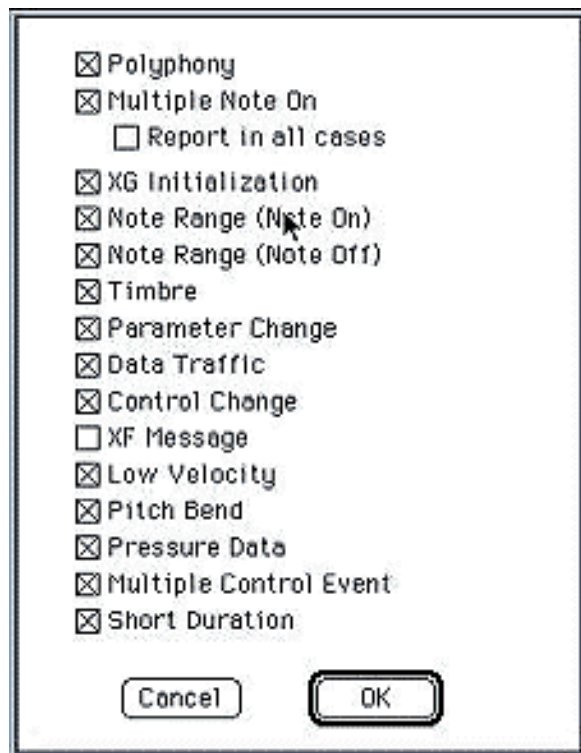 Polyphony
Multiple Note On
Report in all cases
XG Initialization
Note Range (Note On)
Note Range (Note Off)
Timbre
Parameter Change
Data Traffic
Control Change
XF Message
Low Velocity
Pitch Bend
Pressure Data
Multiple Control Event
Short Duration
Cancel OK